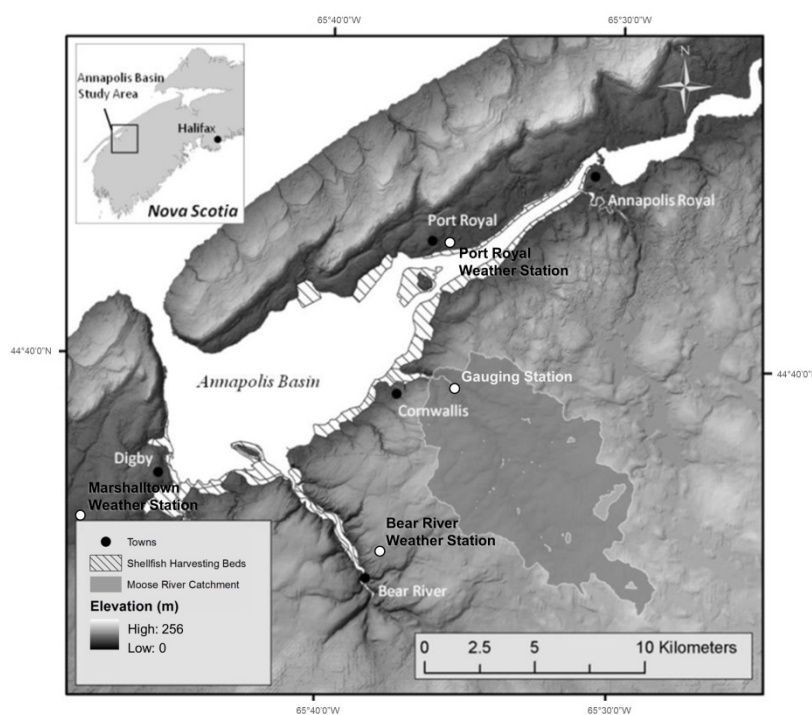 65°40'0"W
65°30'0"W
Annapolis Basin
Study Area
Halifax
Nova Scotia
N
Port Royal
Annapolis Royal
Port Royal
Weather Station
44°40'0"N
44°40'0"N
Annapolis Basin
Gauging Station
Cornwallis
Digby
Marshalltown
Weather Station
Bear River
Weather Station
Bear River
Towns
Shellfish Harvesting Beds
Moose River Catchment
Elevation (m)
High: 256
Low: 0
0 2.5 5 10 Kilometers
65°40'0"W
65°30'0"W